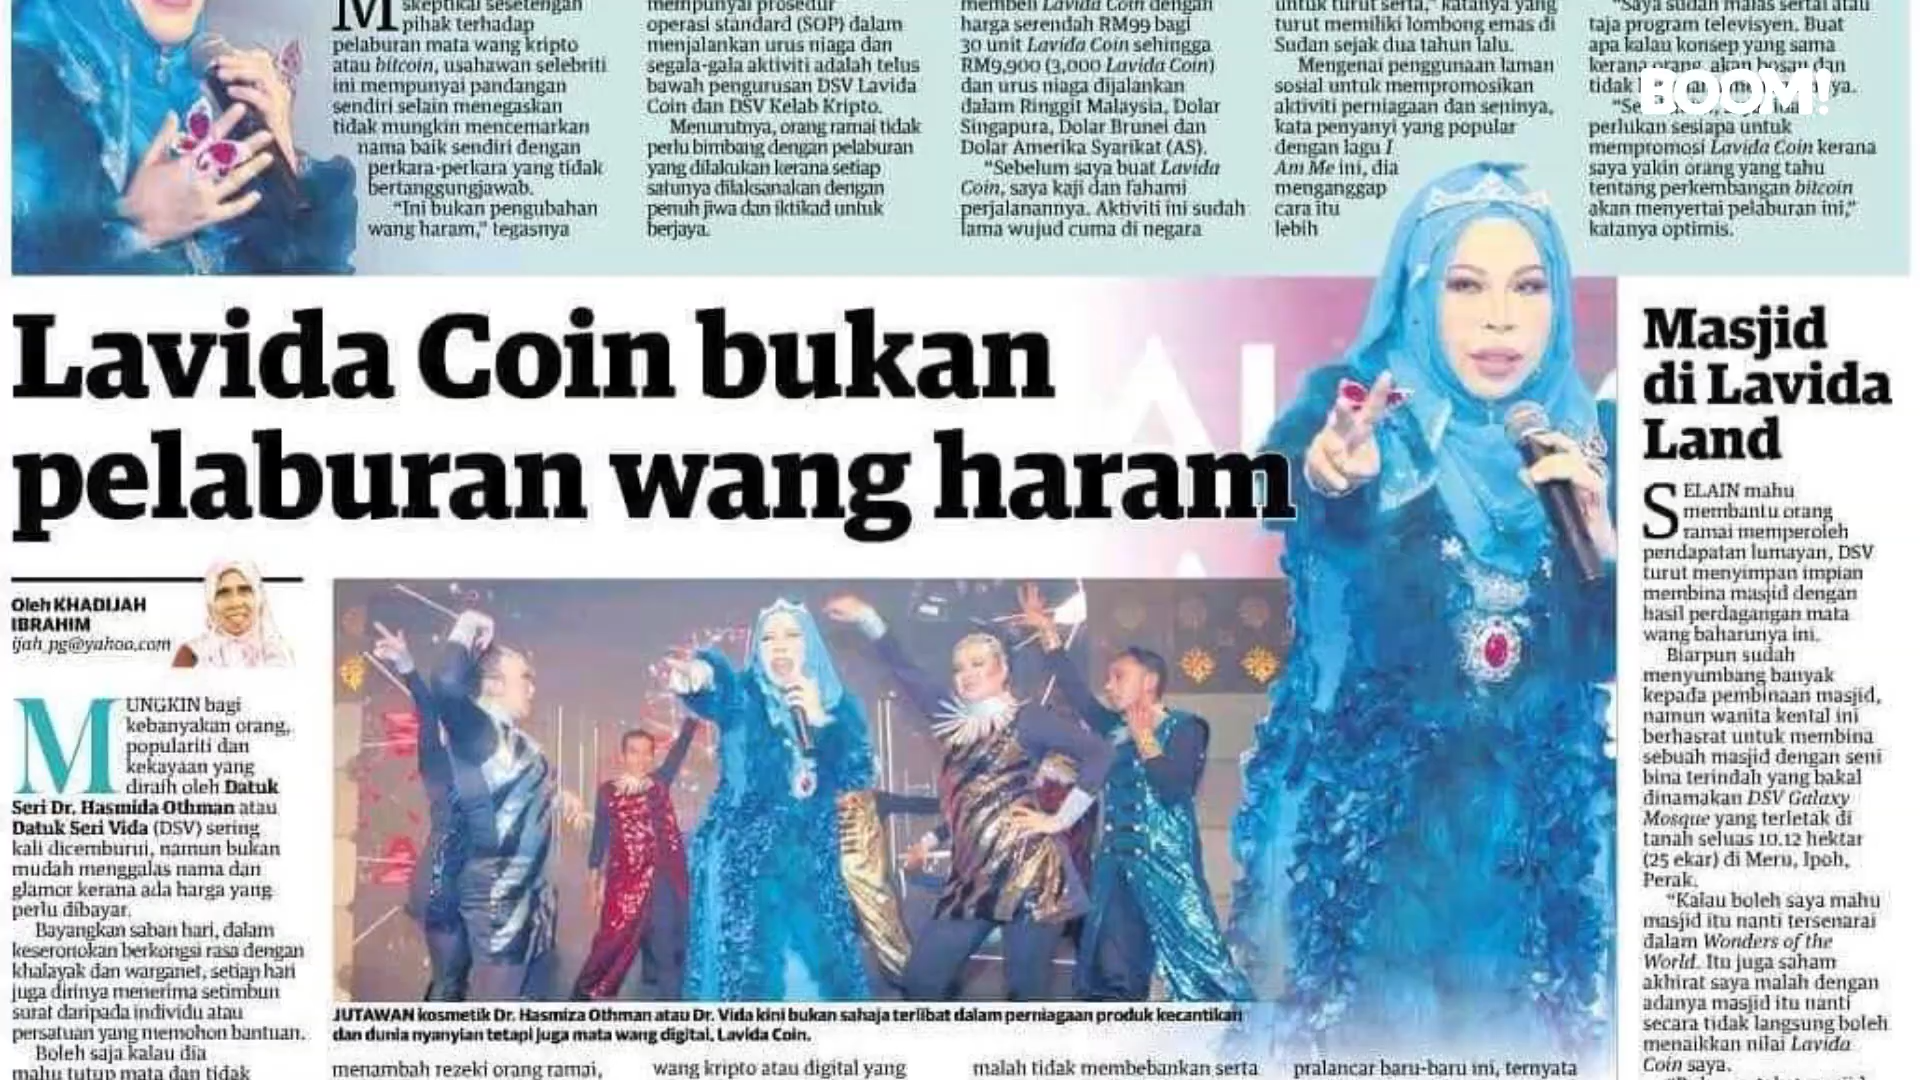 skeptikal sesetengah
M pihak terhadap
pelaburan mata wang kripto
atau bitcoin, usahawan selebriti
ini mempunyai pandangan
sendiri selain menegaskan
tidak mungkin mencemarkan
nama baik sendiri dengan
perkara-perkara yang tidak
bertanggungjawab.
“Ini bukan pengubahan
wang haram,” tegasnya
mempunyai prosedur
operasi standard (SOP) dalam
menjalankan urus niaga dan
segala-gala aktiviti adalah telus
bawah pengurusan DSV Lavida
Coin dan DSV Kelab Kripto.
Menurutnya, orang ramai tidak
perlu bimbang dengan pelaburan
yang dilakukan kerana setiap
satunya dilaksanakan dengan
penuh jiwa dan iktikad untuk
berjaya.
membeli Lavida Coin dengan
harga serendah RM99 bagi
30 unit Lavida Coin sehingga
RM9,900 (3,000 Lavida Coin)
dan urus niaga dijalankan
dalam Ringgit Malaysia, Dolar
Singapura, Dolar Brunei dan
Dolar Amerika Syarikat (AS).
“Sebelum saya buat Lavida
Coin, saya kaji dan fahami
perjalanannya. Aktiviti ini sudah
lama wujud cuma di negara
untuk turut serta,” katanya yang
turut memiliki lombong emas di
Sudan sejak dua tahun lalu.
Mengenai penggunaan laman
sosial untuk mempromosikan
aktiviti perniagaan dan seninya,
kata penyanyi yang popular
dengan lagu I
Am Me ini, dia
menganggap
cara itu
lebih
“Saya sudah malas sertai atau
taja program televisyen. Buat
apa kalau konsep yang sama
kerana orang akan bosan dan
tidak
BOOM!
perlukan sesiapa untuk
mempromosi Lavida Coin kerana
saya yakin orang yang tahu
tentang perkembangan bitcoin
akan menyertai pelaburan ini,”
katanya optimis.
Lavida Coin bukan
pelaburan wang haram
Oleh KHADIJAH
IBRAHIM
ijah_pg@yahoo.com
MUNGKIN bagi
kebanyakan orang,
populariti dan
kekayaan yang
diraih oleh Datuk
Seri Dr. Hasmida Othman atau
Datuk Seri Vida (DSV) sering
kali dicemburui, namun bukan
mudah menggalas nama dan
glamor kerana ada harga yang
perlu dibayar.
Bayangkan saban hari, dalam
keseronokan berkongsi rasa dengan
khalayak dan warganet, setiap hari
juga dirinya menerima setimbun
surat daripada individu atau
persatuan yang memohon bantuan.
Boleh saja kalau dia
mahu tutup mata dan tidak
JUTAWAN kosmetik Dr. Hasmiza Othman atau Dr. Vida kini bukan sahaja terlibat dalam perniagaan produk kecantikan
dan dunia nyanyian tetapi juga mata wang digital, Lavida Coin.
menambah rezeki orang ramai,
wang kripto atau digital yang
malah tidak membebankan serta
pralancar baru-baru ini, ternyata
Masjid
di Lavida
Land
SELAIN mahu
membantu orang
ramai memperoleh
pendapatan lumayan, DSV
turut menyimpan impian
membina masjid dengan
hasil perdagangan mata
wang baharunya ini.
Biarpun sudah
menyumbang banyak
kepada pembinaan masjid,
namun wanita kental ini
berhasrat untuk membina
sebuah masjid dengan seni
bina terindah yang bakal
dinamakan DSV Galaxy
Mosque yang terletak di
tanah seluas 10.12 hektar
(25 ekar) di Meru, Ipoh,
Perak.
“Kalau boleh saya mahu
masjid itu nanti tersenarai
dalam Wonders of the
World. Itu juga saham
akhirat saya malah dengan
adanya masjid itu nanti
secara tidak langsung boleh
menaikkan nilai Lavida
Coin saya.